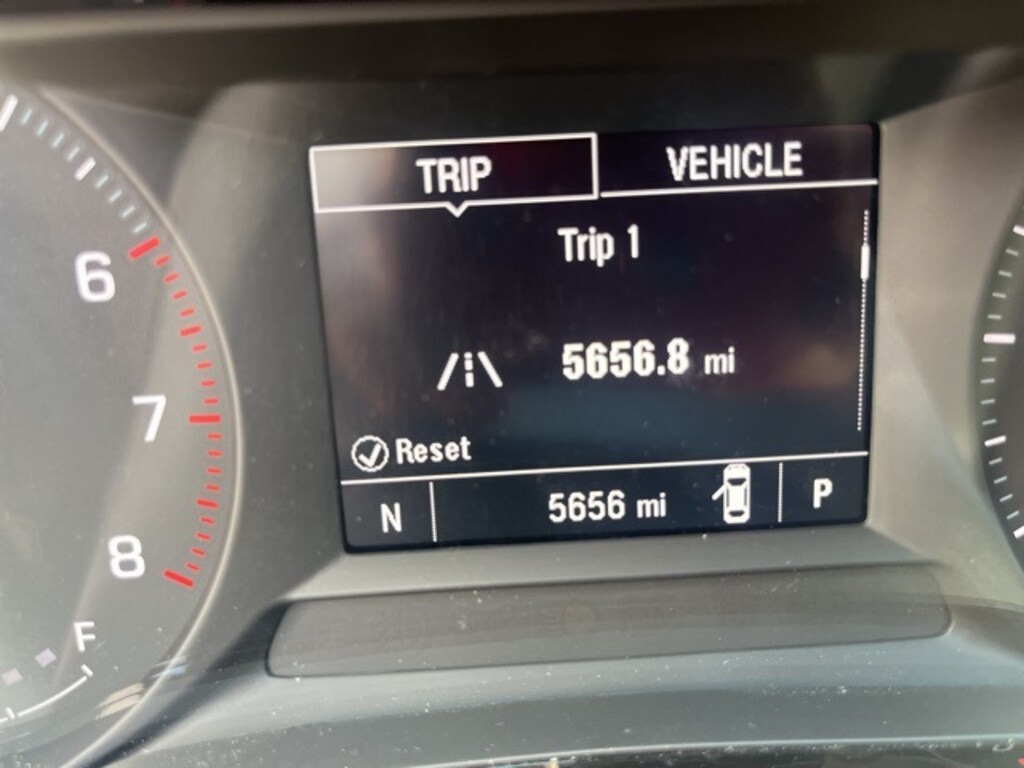 TRIP VEHICLE
Trip 1
5656.8 mi
Reset
N 5656 mi P
6
7
8
F